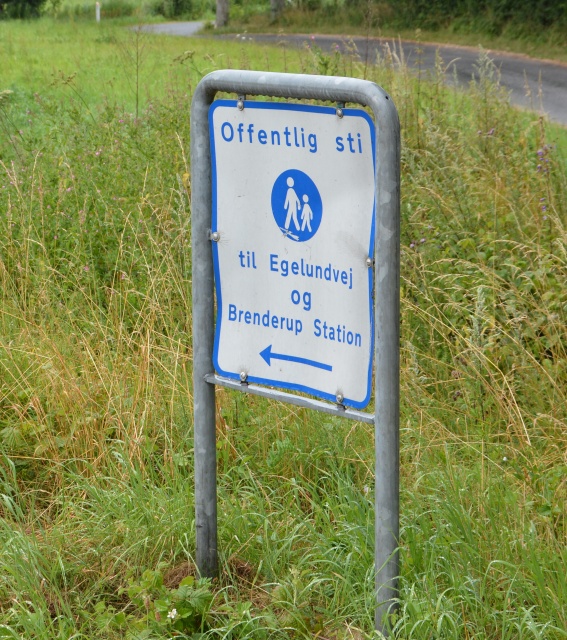 Offentlig sti
til Egelundvej
og
Brenderup Station